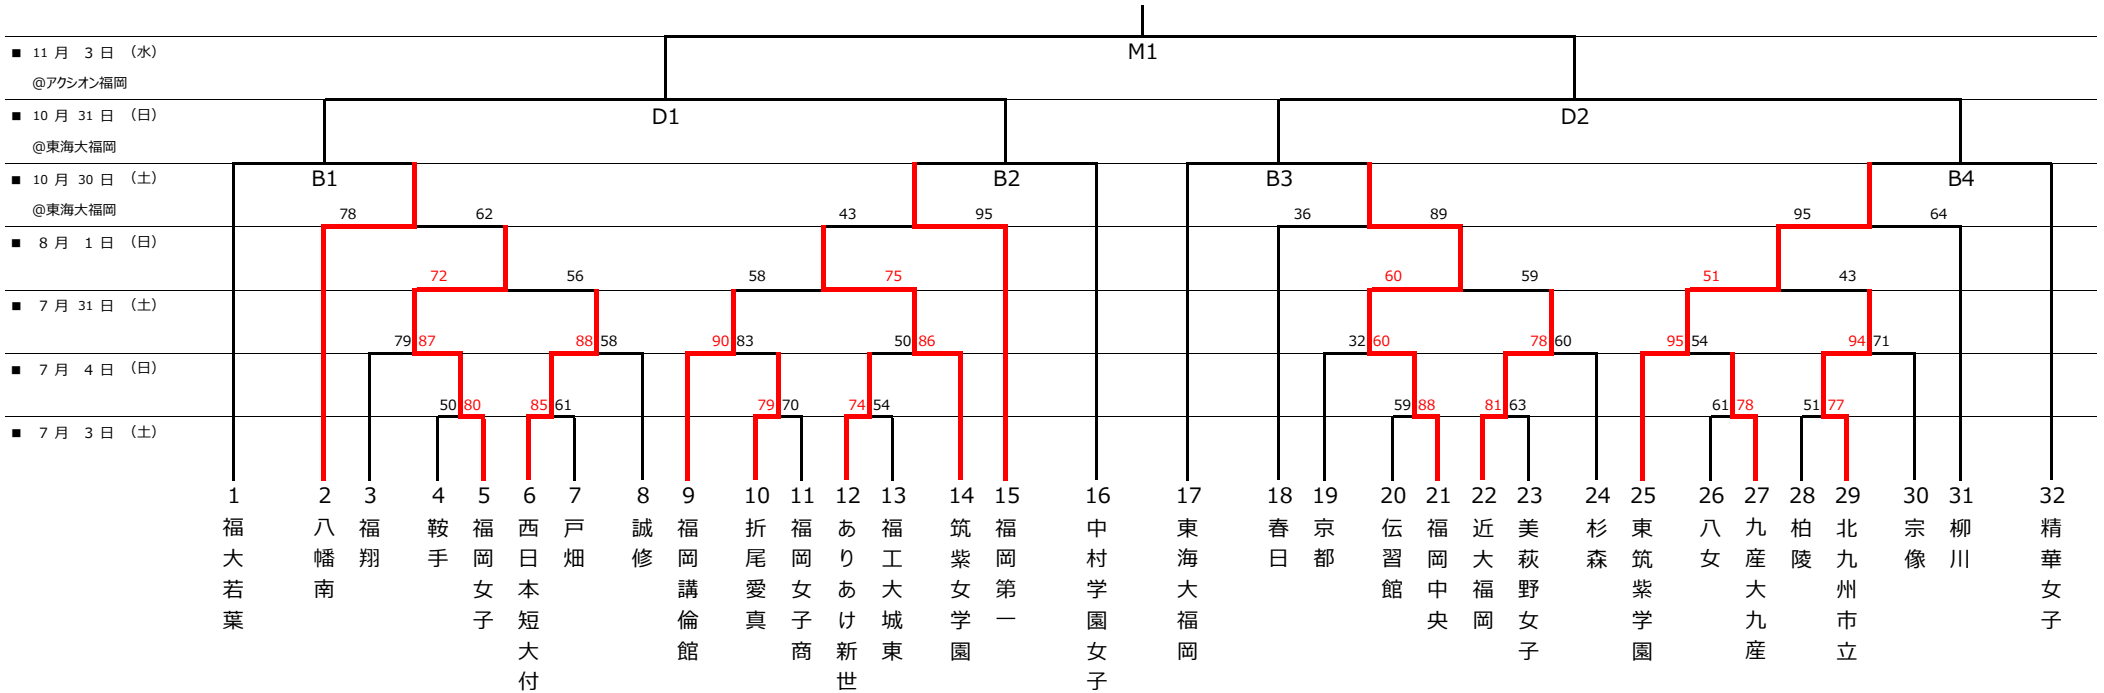 M1
■ 11 月 3 日 （水）
@アクシオン福岡
D1 D2
■ 10 月 31 日 （日）
@東海大福岡
B1 B2 B3 B4
■ 10 月 30 日 （土）
@東海大福岡
78 62 43 95 36 89 95 64
■ 8 月 1 日 （日）
72 56 58 75 60 59 51 43
■ 7 月 31 日 （土）
79 87 88 58 90 83 50 86 32 60 78 60 95 54 94 71
■ 7 月 4 日 （日）
50 80 85 61 79 70 74 54 59 88 81 63 61 78 51 77
■ 7 月 3 日 （土）
1 福大若葉
2 八幡南
3 福翔
4 鞍手
5 福岡女子
6 西日本短大付
7 戸畑
8 誠修
9 福岡講倫館
10 折尾愛真
11 福岡女子商
12 ありあけ新世
13 福工大城東
14 筑紫女学園
15 福岡第一
16 中村学園女子
17 東海大福岡
18 春日
19 京都
20 伝習館
21 福岡中央
22 近大福岡
23 美萩野女子
24 杉森
25 東筑紫学園
26 八女
27 九産大九産
28 柏陵
29 北九州市立
30 宗像
31 柳川
32 精華女子